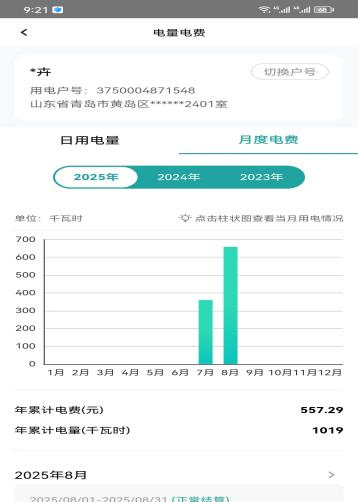 9:21
电量电费
*卉
切换户号
用电户号：3750004871548
山东省青岛市黄岛区******2401室
日用电量 月度电费
2025年 2024年 2023年
单位：千瓦时 点击柱状图查看当月用电情况
700
600
500
400
300
200
100
0
1月 2月 3月 4月 5月 6月 7月 8月 9月 10月 11月 12月
年累计电费(元) 557.29
年累计电量(千瓦时) 1019
2025年8月 >
2025/08/01-2025/08/31 (正常结算)